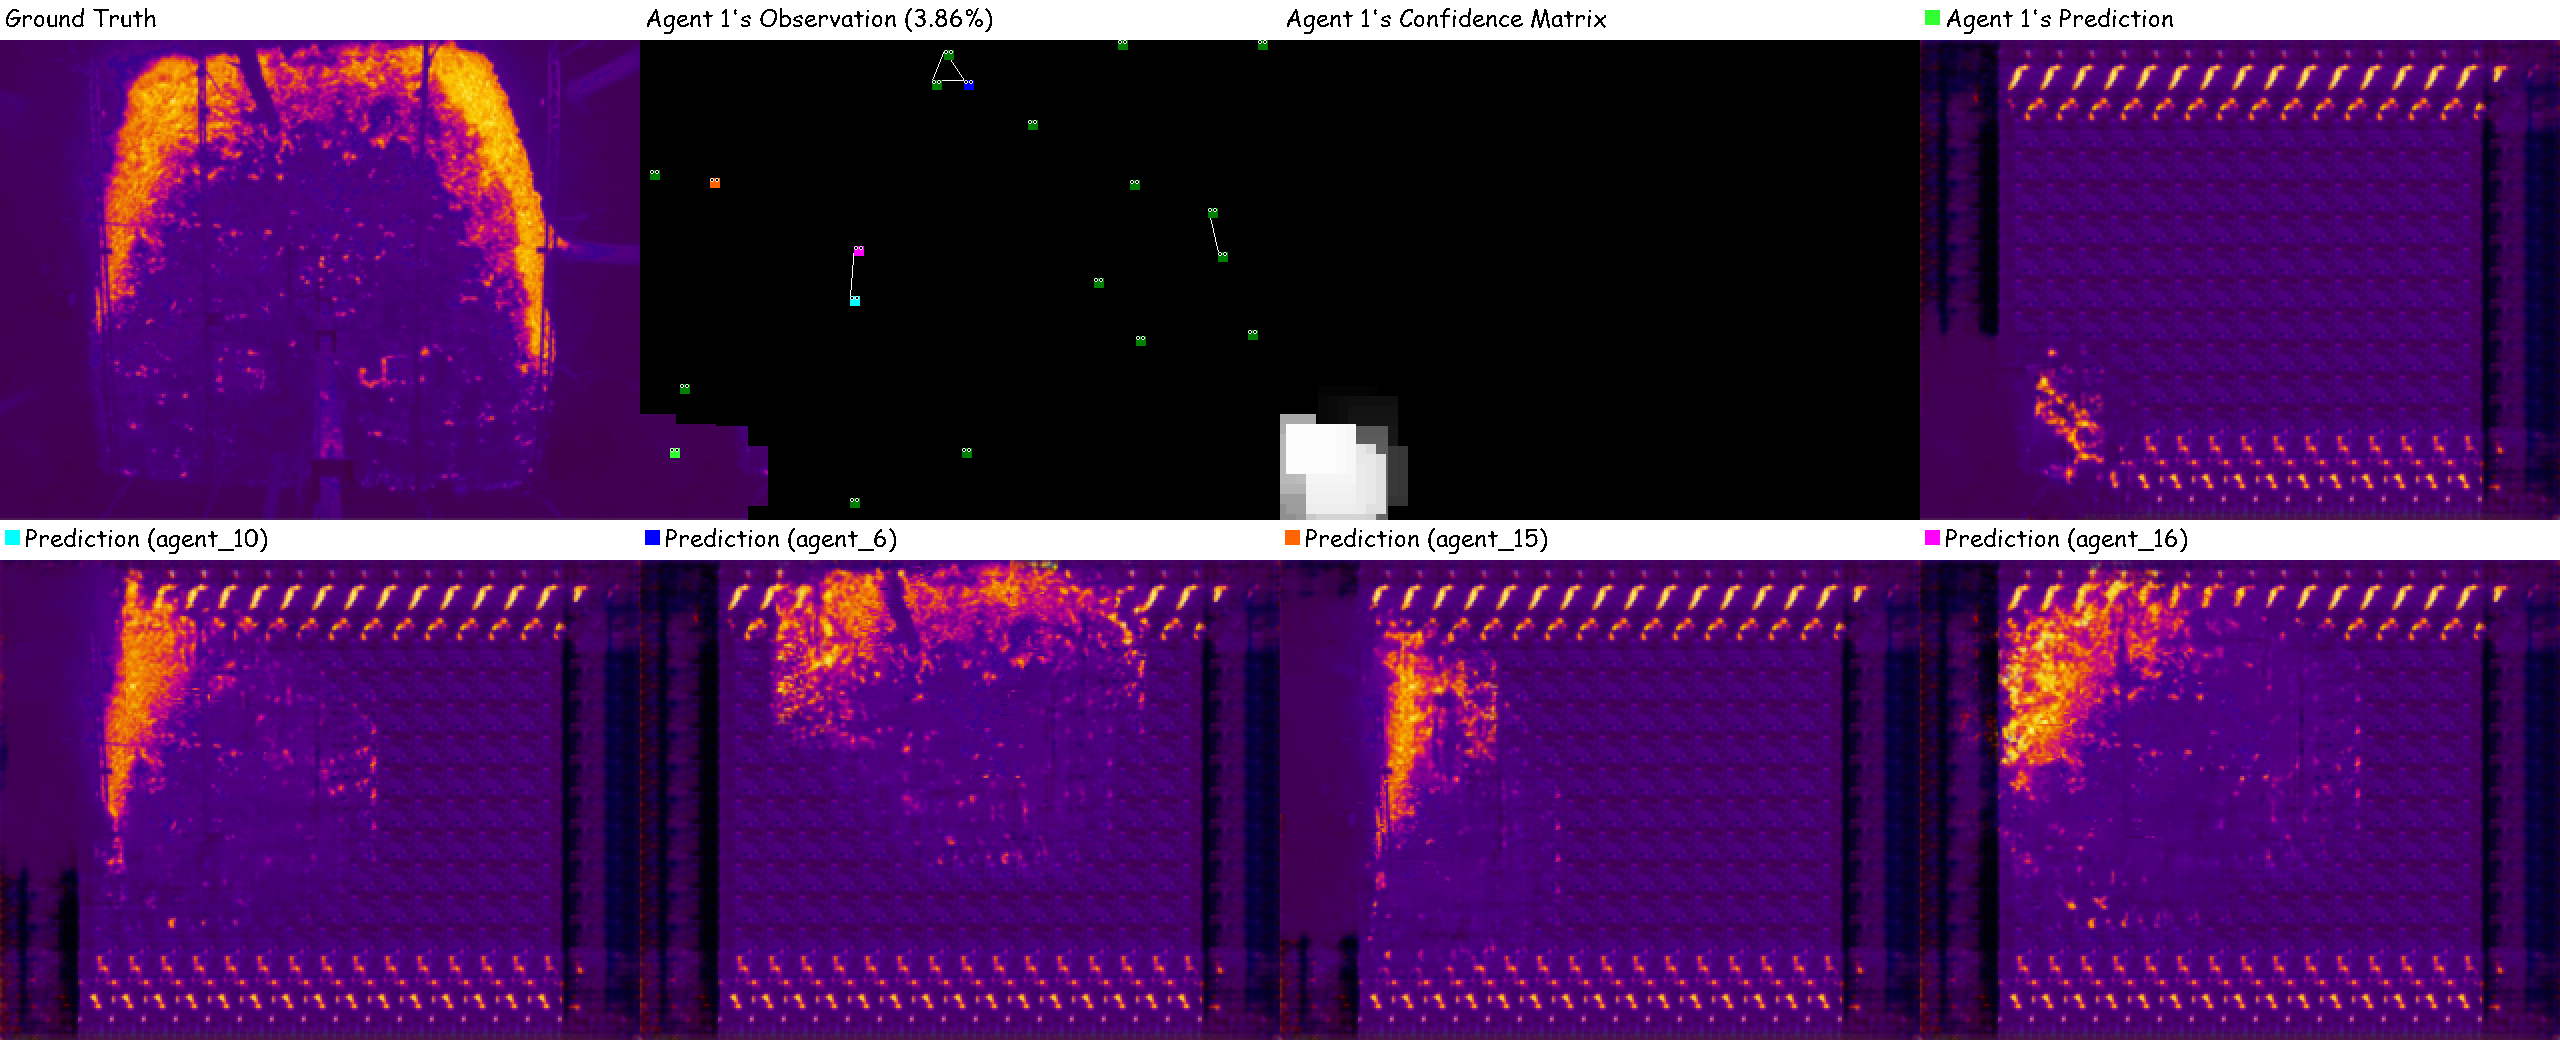 Ground Truth
Agent 1's Observation (3.86%)
Agent 1's Confidence Matrix
Agent 1's Prediction
Prediction (agent_10)
Prediction (agent_6)
Prediction (agent_15)
Prediction (agent_16)